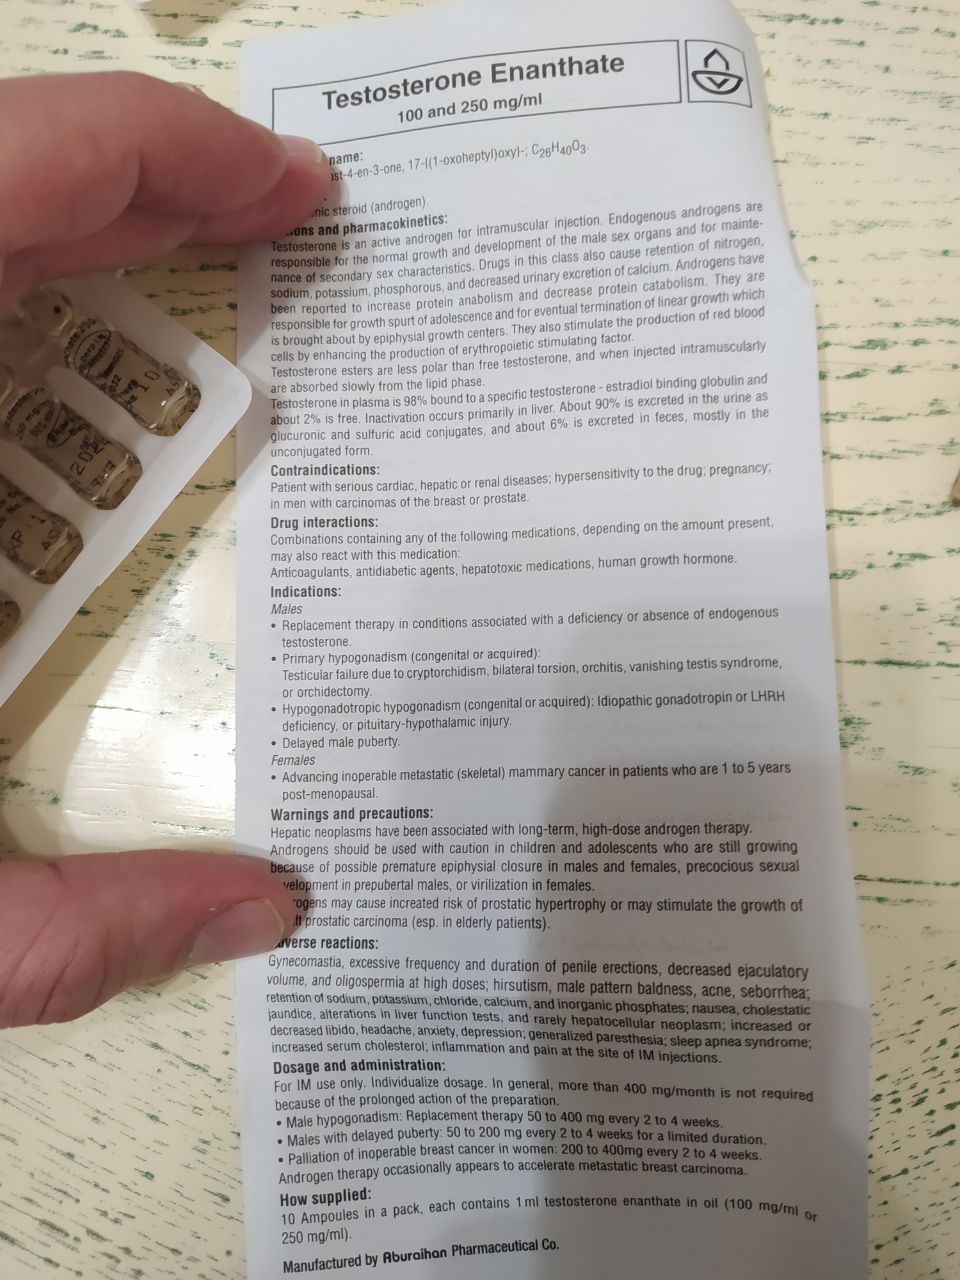 Testosterone Enanthate
100 and 250 mg/ml
name:
st-4-en-3-one, 17-((1-oxoheptyl)oxy)-; C26H40O3.
nic steroid (androgen).
ons and pharmacokinetics:
Testosterone is an active androgen for intramuscular injection. Endogenous androgens are
responsible for the normal growth and development of the male sex organs and for mainte-
nance of secondary sex characteristics. Drugs in this class also cause retention of nitrogen,
sodium, potassium, phosphorous, and decreased urinary excretion of calcium. Androgens have
been reported to increase protein anabolism and decrease protein catabolism. They are
responsible for growth spurt of adolescence and for eventual termination of linear growth which
is brought about by epiphysial growth centers. They also stimulate the production of red blood
cells by enhancing the production of erythropoietic stimulating factor.
Testosterone esters are less polar than free testosterone, and when injected intramuscularly
are absorbed slowly from the lipid phase.
Testosterone in plasma is 98% bound to a specific testosterone - estradiol binding globulin and
about 2% is free. Inactivation occurs primarily in liver. About 90% is excreted in the urine as
glucuronic and sulfuric acid conjugates, and about 6% is excreted in feces, mostly in the
unconjugated form.
Contraindications:
Patient with serious cardiac, hepatic or renal diseases; hypersensitivity to the drug; pregnancy;
in men with carcinomas of the breast or prostate.
Drug interactions:
Combinations containing any of the following medications, depending on the amount present,
may also react with this medication:
Anticoagulants, antidiabetic agents, hepatotoxic medications, human growth hormone.
Indications:
Males
• Replacement therapy in conditions associated with a deficiency or absence of endogenous
testosterone.
• Primary hypogonadism (congenital or acquired):
Testicular failure due to cryptorchidism, bilateral torsion, orchitis, vanishing testis syndrome,
or orchidectomy.
• Hypogonadotropic hypogonadism (congenital or acquired): Idiopathic gonadotropin or LHRH
deficiency, or pituitary-hypothalamic injury.
• Delayed male puberty.
Females
• Advancing inoperable metastatic (skeletal) mammary cancer in patients who are 1 to 5 years
post-menopausal.
Warnings and precautions:
Hepatic neoplasms have been associated with long-term, high-dose androgen therapy.
Androgens should be used with caution in children and adolescents who are still growing
because of possible premature epiphysial closure in males and females, precocious sexual
velopment in prepubertal males, or virilization in females.
rogens may cause increased risk of prostatic hypertrophy or may stimulate the growth of
lt prostatic carcinoma (esp. in elderly patients).
verse reactions:
Gynecomastia, excessive frequency and duration of penile erections, decreased ejaculatory
volume, and oligospermia at high doses; hirsutism, male pattern baldness, acne, seborrhea;
retention of sodium, potassium, chloride, calcium, and inorganic phosphates; nausea, cholestatic
jaundice, alterations in liver function tests, and rarely hepatocellular neoplasm; increased or
decreased libido, headache, anxiety, depression; generalized paresthesia; sleep apnea syndrome;
increased serum cholesterol; inflammation and pain at the site of IM injections.
Dosage and administration:
For IM use only. Individualize dosage. In general, more than 400 mg/month is not required
because of the prolonged action of the preparation.
• Male hypogonadism: Replacement therapy 50 to 400 mg every 2 to 4 weeks.
• Males with delayed puberty: 50 to 200 mg every 2 to 4 weeks for a limited duration.
• Palliation of inoperable breast cancer in women: 200 to 400mg every 2 to 4 weeks.
Androgen therapy occasionally appears to accelerate metastatic breast carcinoma.
How supplied:
10 Ampoules in a pack, each contains 1 ml testosterone enanthate in oil (100 mg/ml or
250 mg/ml).
Manufactured by Aburaihan Pharmaceutical Co.